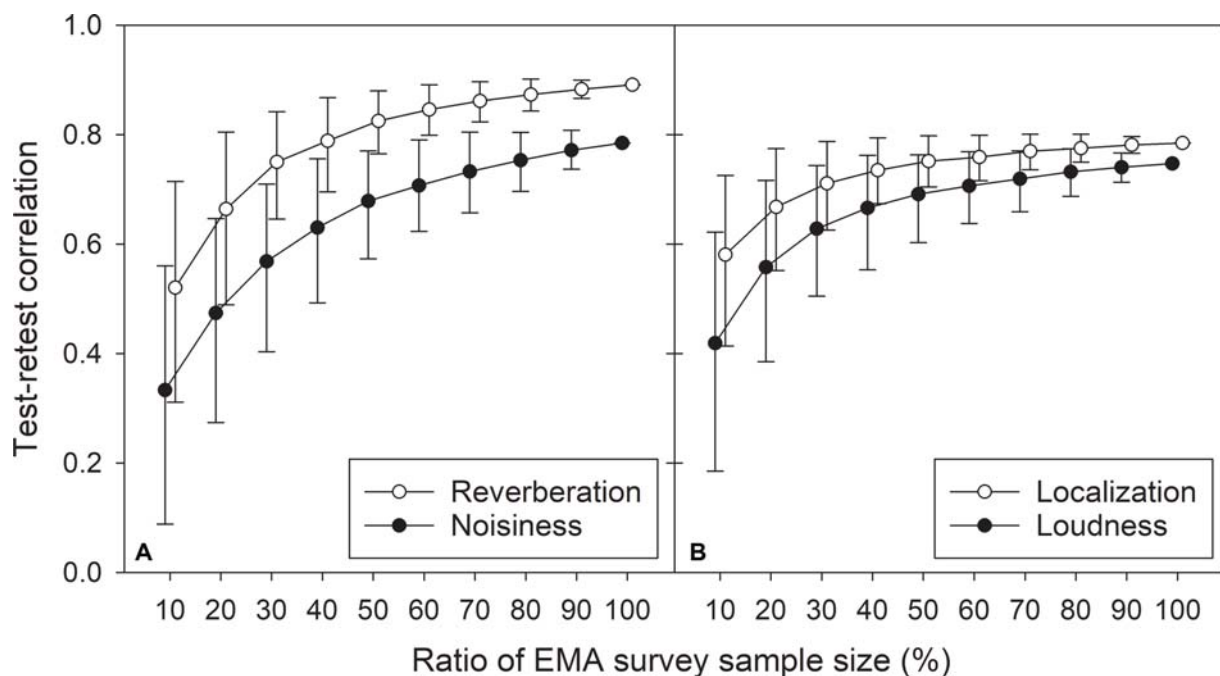 Test-retest correlation
1.0
0.8
0.6
0.4
0.2
0.0
Reverberation
Noisiness
A
Localization
Loudness
B
10 20 30 40 50 60 70 80 90 100
10 20 30 40 50 60 70 80 90 100
Ratio of EMA survey sample size (%)